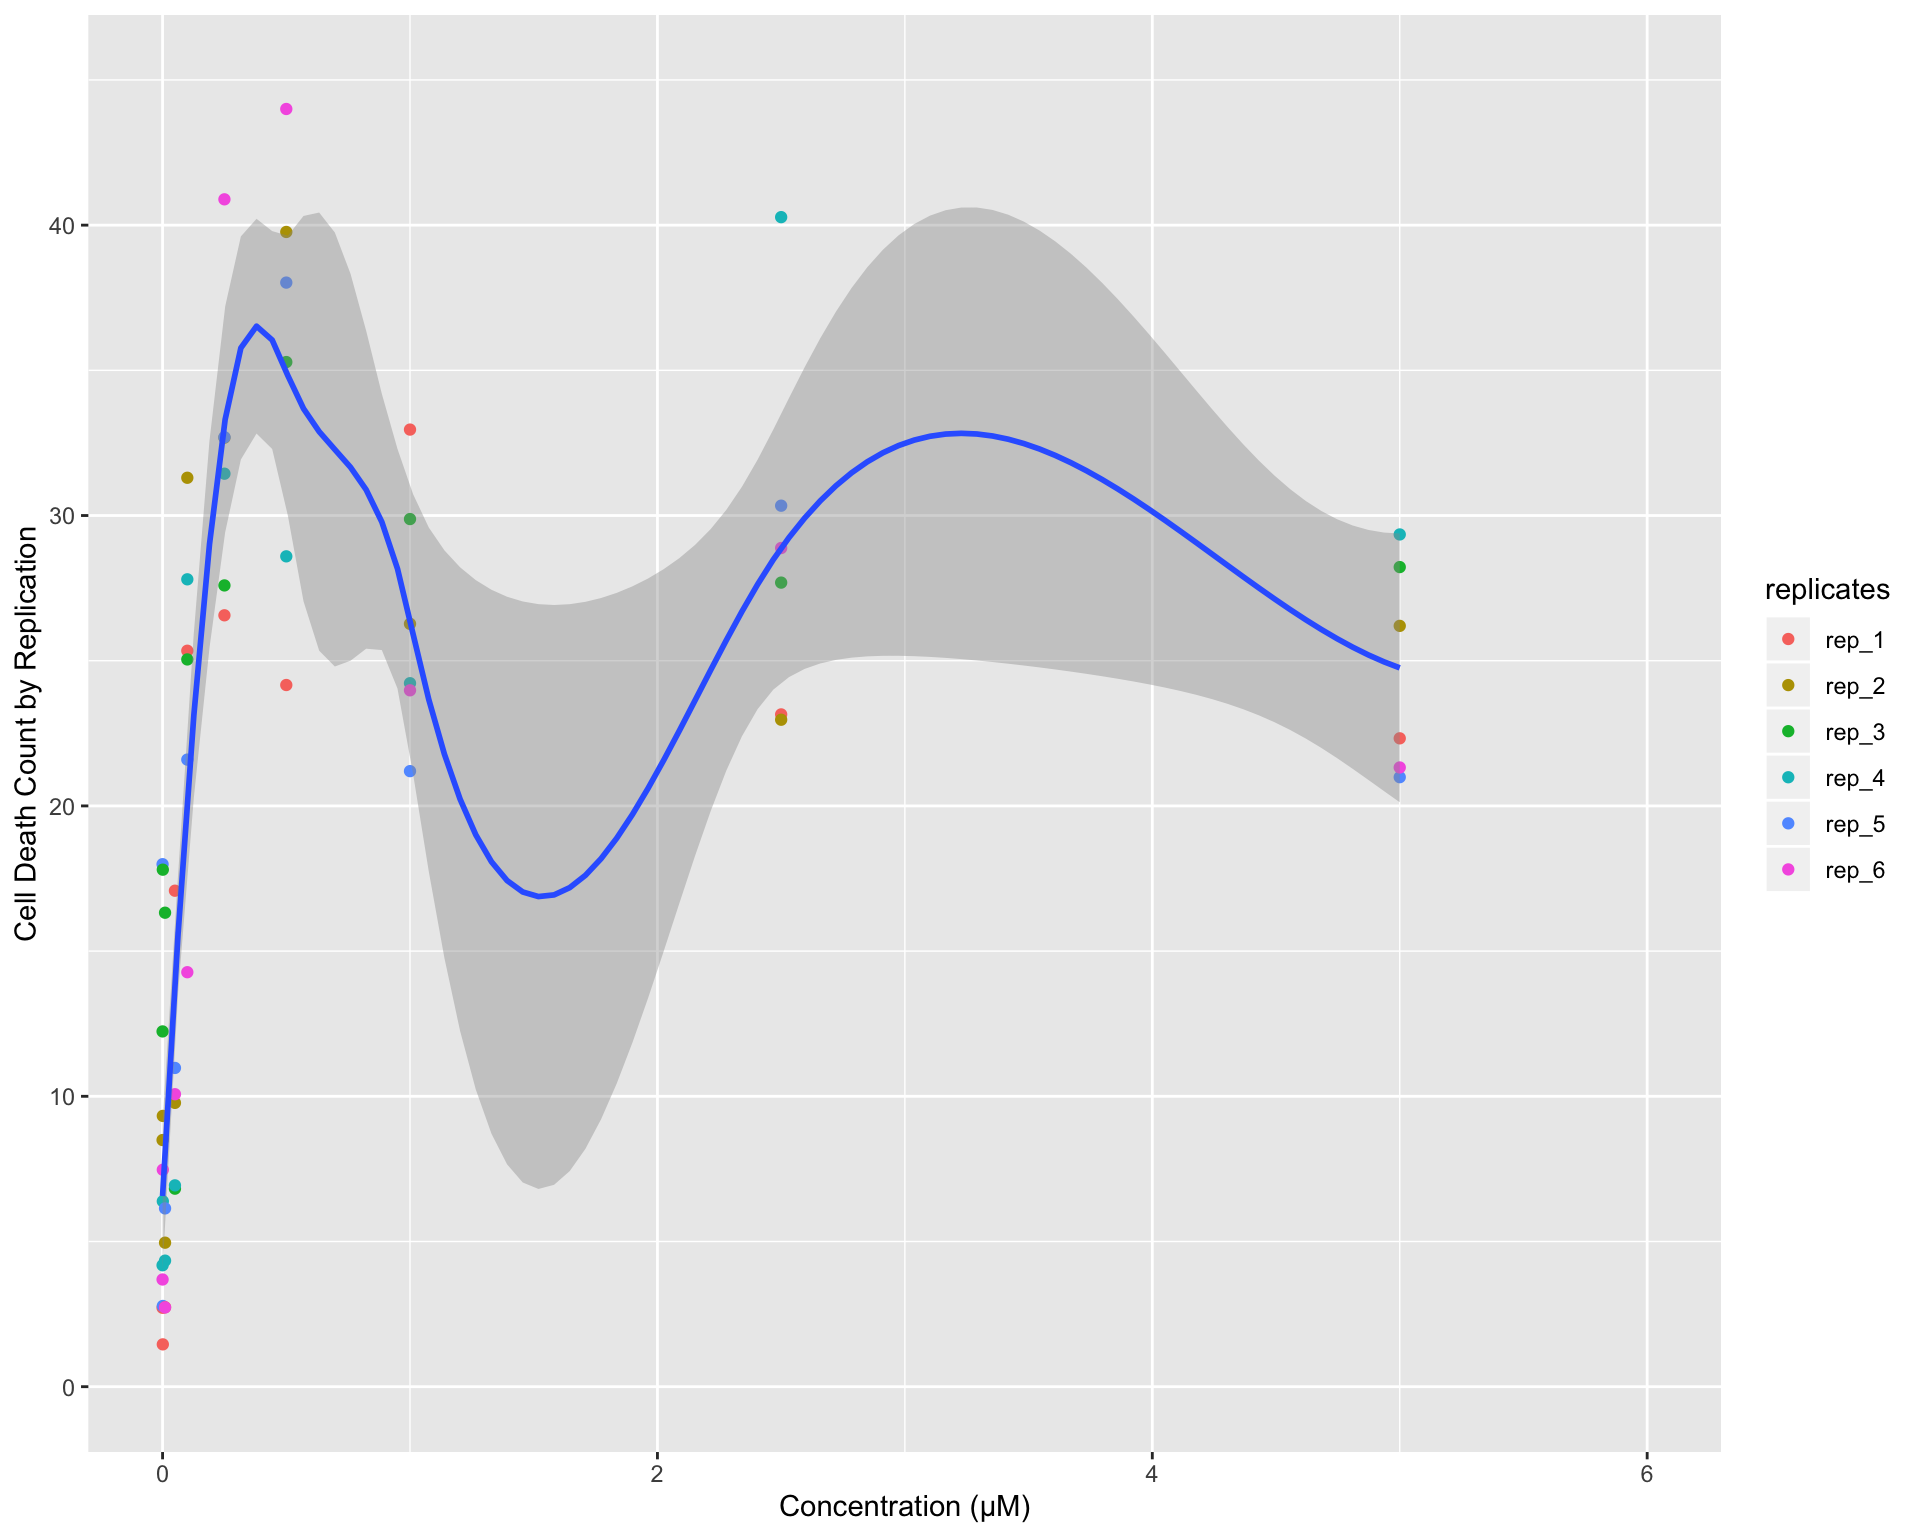 Cell Death Count by Replication
40
30
20
10
0
0 2 4 6
Concentration (µM)
replicates
rep_1
rep_2
rep_3
rep_4
rep_5
rep_6